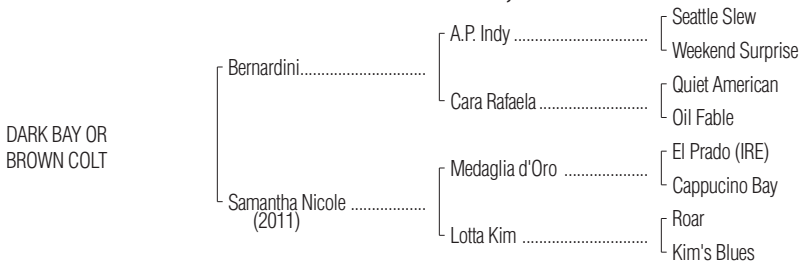 Seattle Slew
A.P. Indy ..............................
Weekend Surprise
Bernardini............................
Quiet American
Cara Rafaela.........................
Oil Fable
DARK BAY OR
BROWN COLT
El Prado (IRE)
Medaglia d'Oro ...................
Cappucino Bay
Samantha Nicole .................
(2011)
Roar
Lotta Kim ............................
Kim's Blues